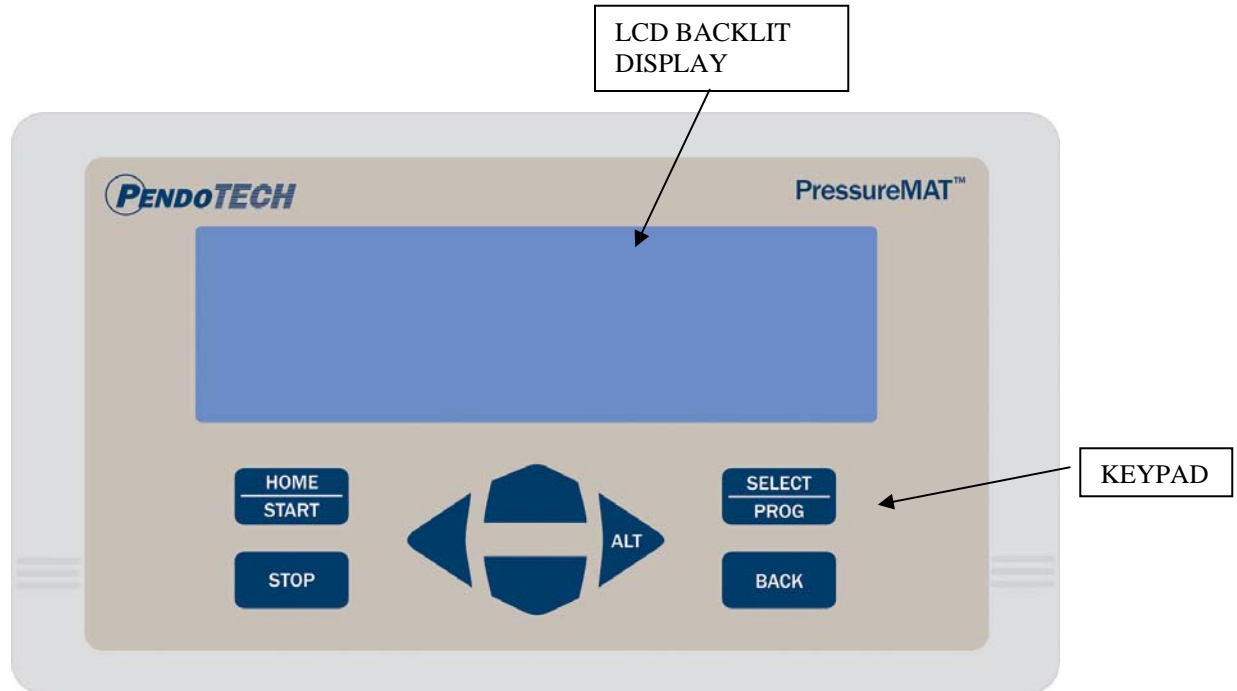 LCD BACKLIT
DISPLAY
PENDOTECH
PressureMAT™
HOME
START
SELECT
PROG
ALT
STOP
BACK
KEYPAD